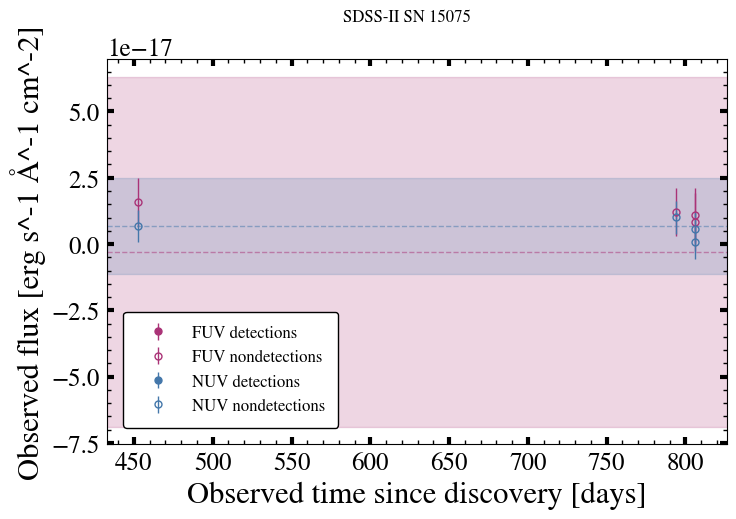 SDSS-II SN 15075
1e−17
Observed flux [erg s^-1 Å^-1 cm^-2]
5.0
2.5
0.0
−2.5
−5.0
−7.5
FUV detections
FUV nondetections
NUV detections
NUV nondetections
450 500 550 600 650 700 750 800
Observed time since discovery [days]